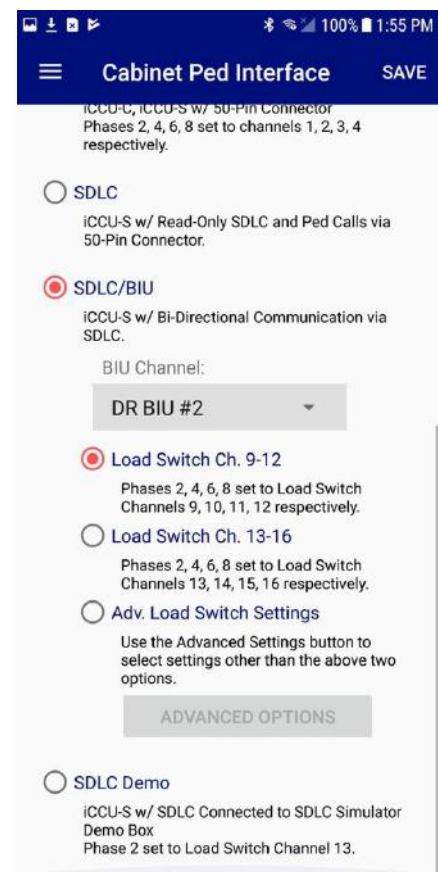 100% 1:55 PM
Cabinet Ped Interface SAVE
iCCU-C, iCCU-S w/ 50-Pin Connector
Phases 2, 4, 6, 8 set to channels 1, 2, 3, 4
respectively.
SDLC
iCCU-S w/ Read-Only SDLC and Ped Calls via
50-Pin Connector.
SDLC/BIU
iCCU-S w/ Bi-Directional Communication via
SDLC.
BIU Channel:
DR BIU #2
Load Switch Ch. 9-12
Phases 2, 4, 6, 8 set to Load Switch
Channels 9, 10, 11, 12 respectively.
Load Switch Ch. 13-16
Phases 2, 4, 6, 8 set to Load Switch
Channels 13, 14, 15, 16 respectively.
Adv. Load Switch Settings
Use the Advanced Settings button to
select settings other than the above two
options.
ADVANCED OPTIONS
SDLC Demo
iCCU-S w/ SDLC Connected to SDLC Simulator
Demo Box
Phase 2 set to Load Switch Channel 13.